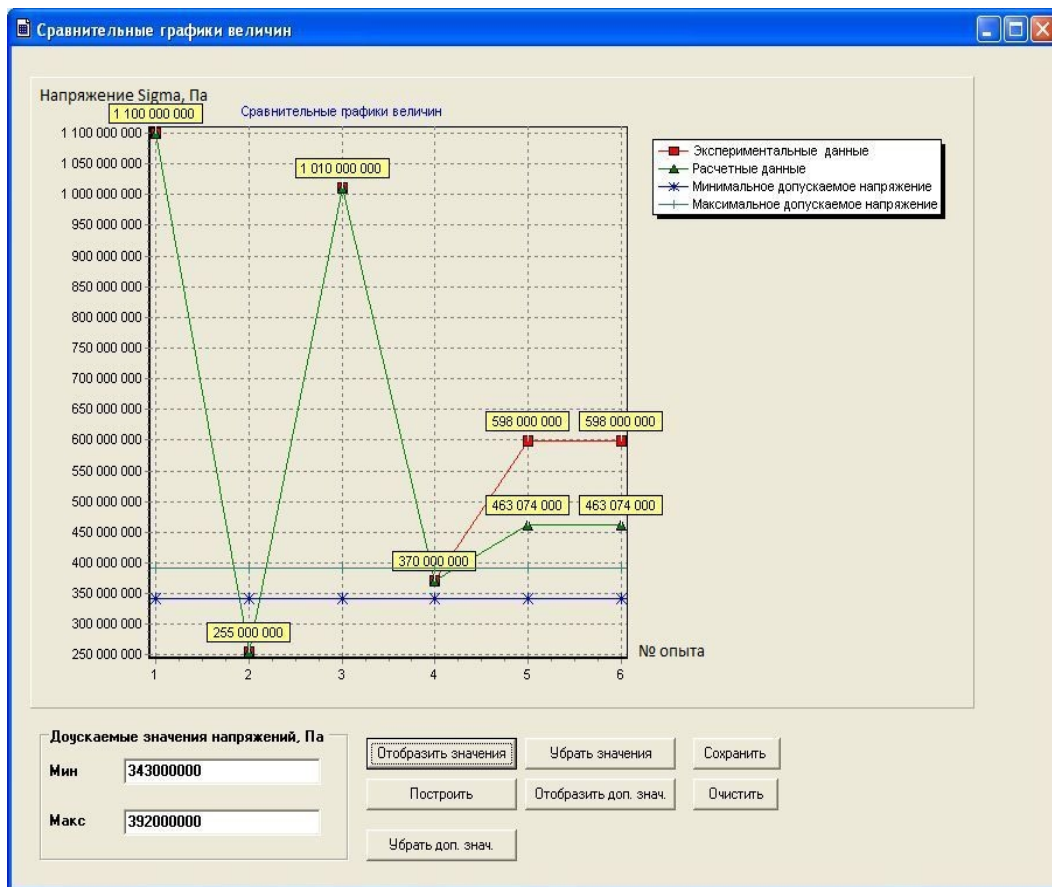 Сравнительные графики величин
Напряжение Sigma, Па
1 100 000 000
Сравнительные графики величин
1 100 000 000
1 050 000 000
1 000 000 000
950 000 000
900 000 000
850 000 000
800 000 000
750 000 000
700 000 000
650 000 000
600 000 000
550 000 000
500 000 000
450 000 000
400 000 000
350 000 000
300 000 000
250 000 000
1 010 000 000
598 000 000 598 000 000
463 074 000 463 074 000
370 000 000
255 000 000
1 2 3 4 5 6
№ опыта
Экспериментальные данные
Расчетные данные
Минимальное допускаемое напряжение
Максимальное допускаемое напряжение
Доускаемые значения напряжений, Па
Мин 343000000
Макс 392000000
Отобразить значения Убрать значения Сохранить
Построить Отобразить доп. знач. Очистить
Убрать доп. знач.